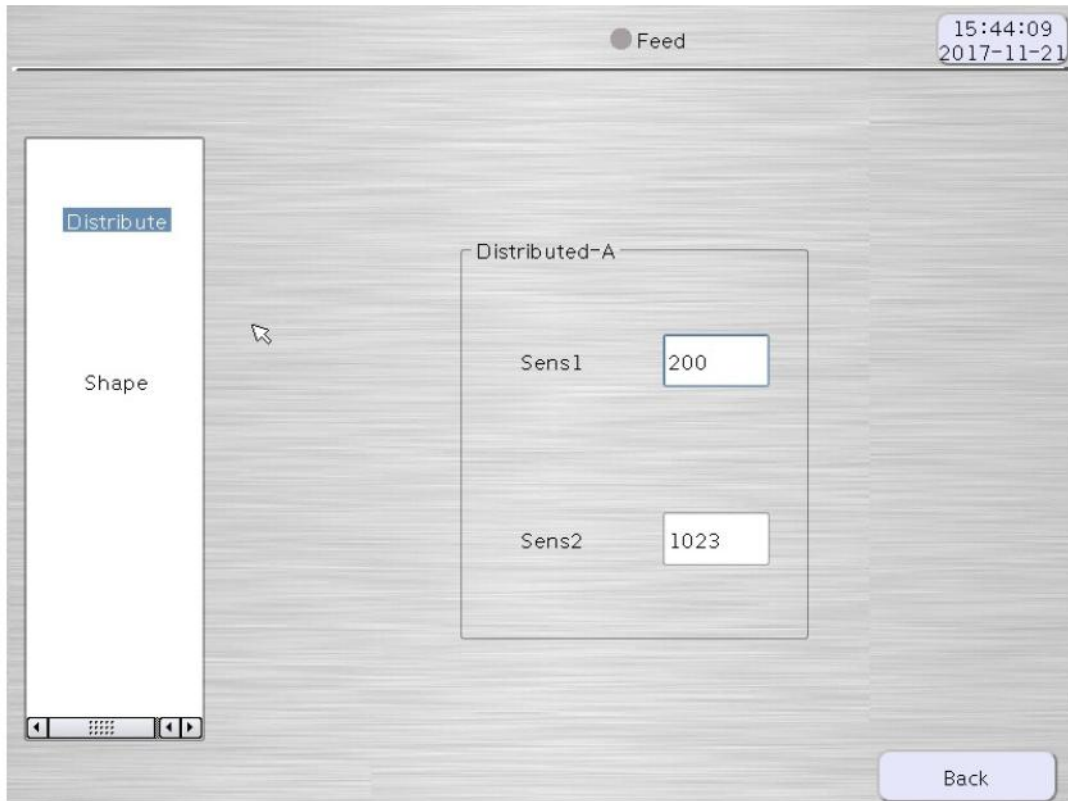 Feed
15:44:09
2017-11-21
Distribute
Shape
Distributed-A
Sens1
200
Sens2
1023
Back